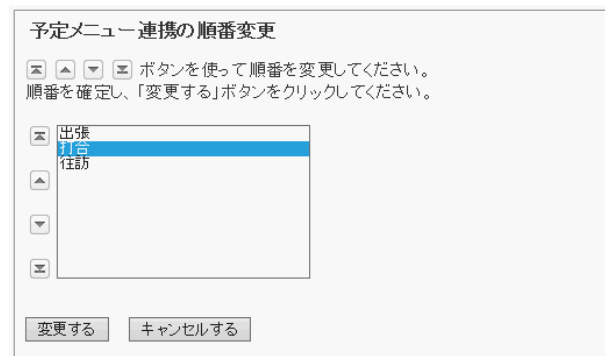 予定メニュー連携の順番変更
ボタンを使って順番を変更してください。
順番を確定し、「変更する」ボタンをクリックしてください。
出張
打合
往訪
変更する
キャンセルする